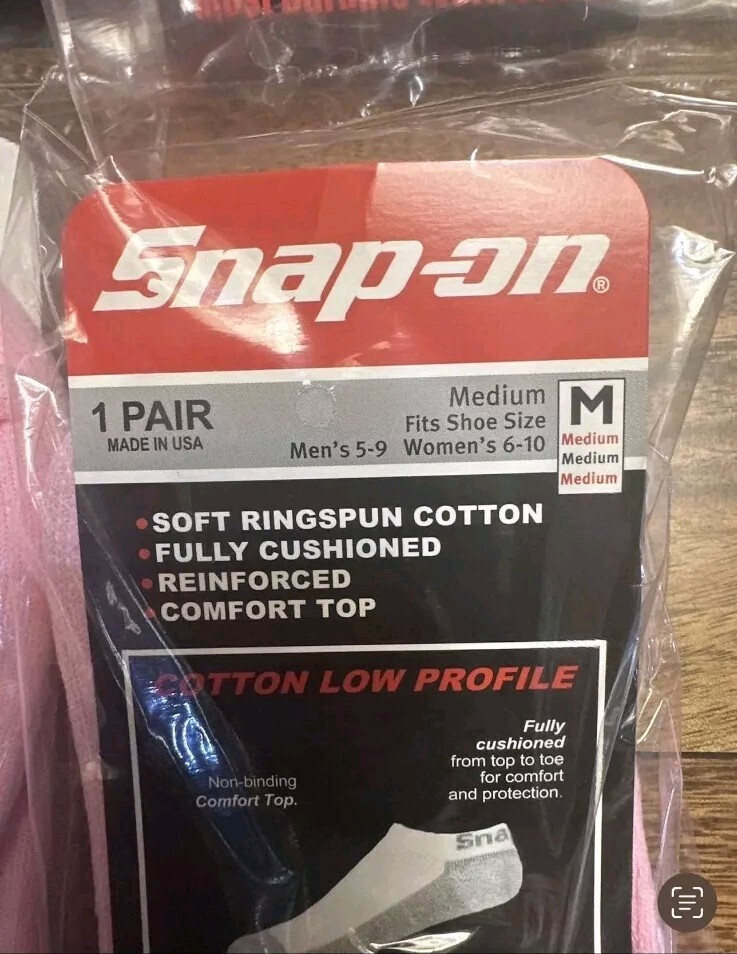 Snap-on®
1 PAIR
MADE IN USA
Medium
Fits Shoe Size
Men's 5-9 Women's 6-10
M
Medium
Medium
Medium
•SOFT RINGSPUN COTTON
•FULLY CUSHIONED
•REINFORCED
•COMFORT TOP
COTTON LOW PROFILE
Fully
cushioned
from top to toe
for comfort
and protection.
Non-binding
Comfort Top.
Sna